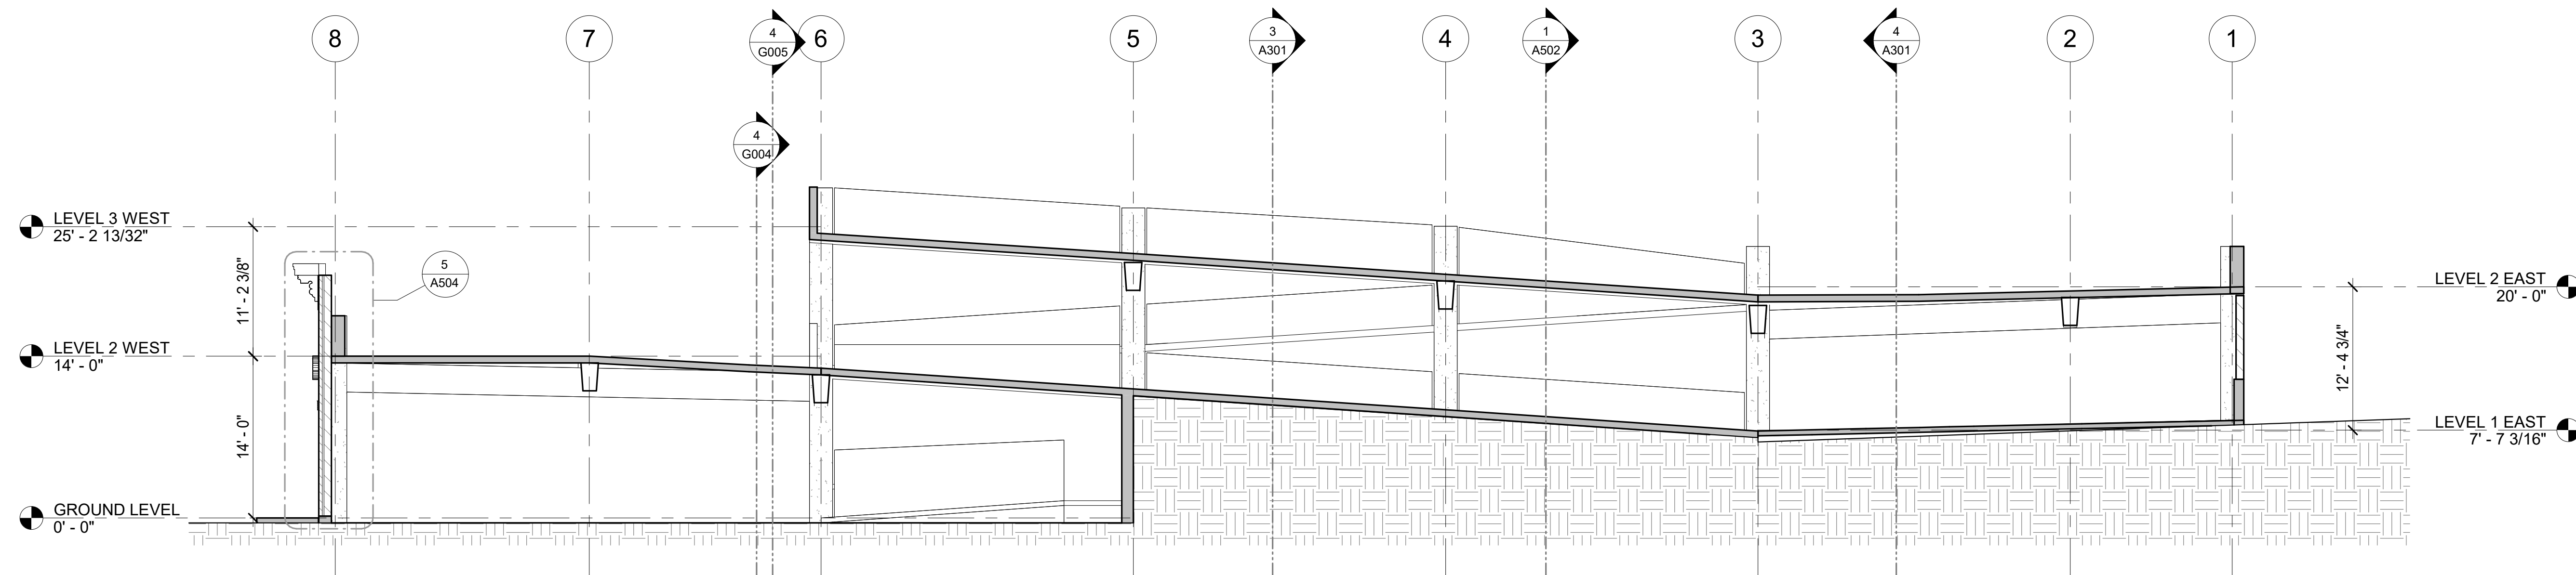 8
7
4
G005
6
5
3
A301
4
1
A502
3
4
A301
2
1
4
G004
LEVEL 3 WEST
25' - 2 13/32"
11' - 2 3/8"
5
A504
LEVEL 2 EAST
20' - 0"
LEVEL 2 WEST
14' - 0"
12' - 4 3/4"
14' - 0"
LEVEL 1 EAST
7' - 7 3/16"
GROUND LEVEL
0' - 0"